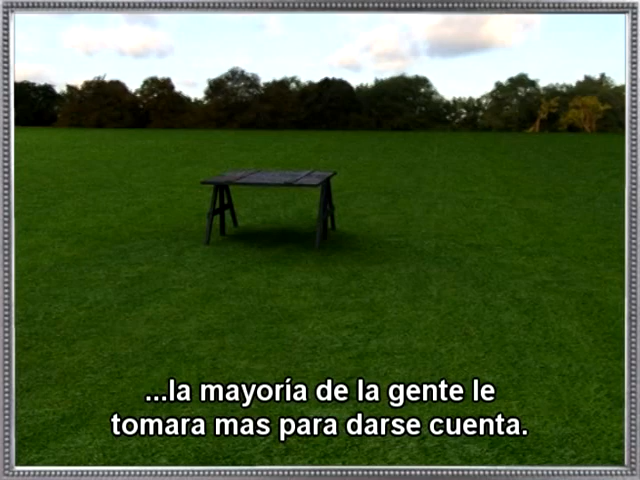 ...la mayoría de la gente le
tomara mas para darse cuenta.